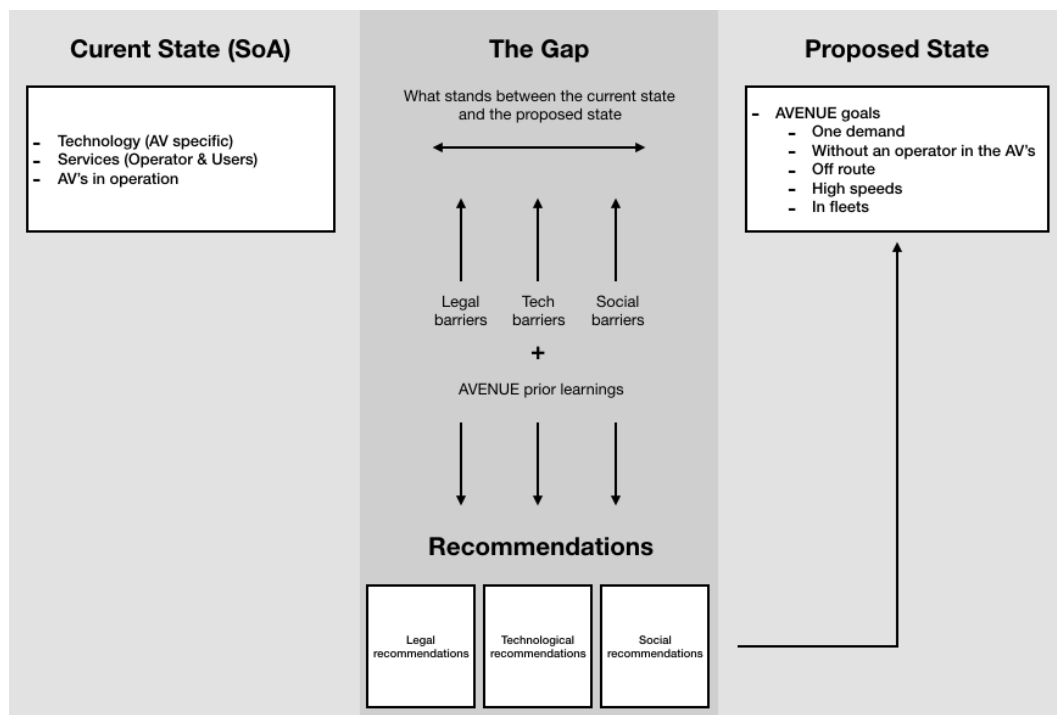 Curent State (SoA)
- Technology (AV specific)
- Services (Operator & Users)
- AV's in operation
The Gap
What stands between the current state
and the proposed state
Legal
barriers
Tech
barriers
Social
barriers
+
AVENUE prior learnings
Recommendations
Legal
recommendations
Technological
recommendations
Social
recommendations
Proposed State
- AVENUE goals
- One demand
- Without an operator in the AV's
- Off route
- High speeds
- In fleets